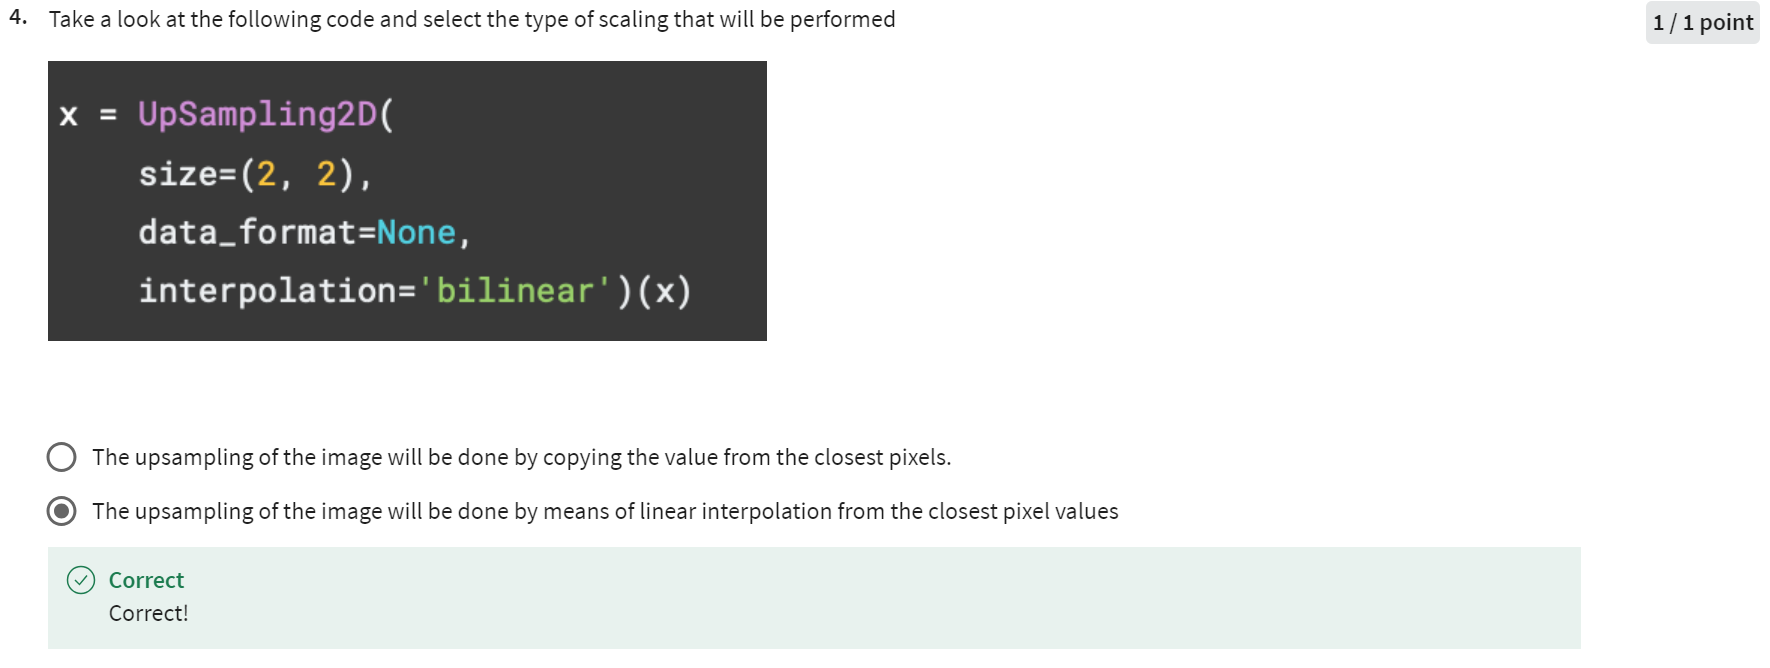 4. Take a look at the following code and select the type of scaling that will be performed
1 / 1 point
x = UpSampling2D(
size=(2, 2),
data_format=None,
interpolation='bilinear')(x)
The upsampling of the image will be done by copying the value from the closest pixels.
The upsampling of the image will be done by means of linear interpolation from the closest pixel values
Correct
Correct!